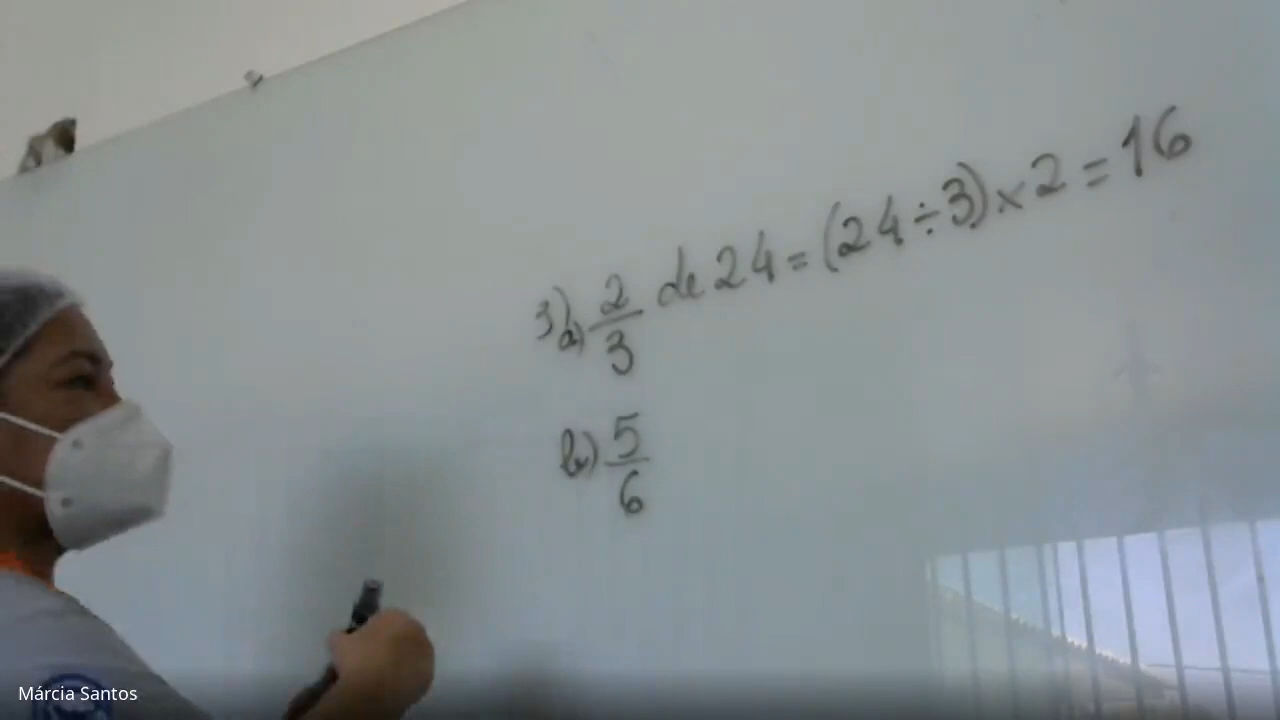 3) a) 2/3 de 24 = (24 ÷ 3) × 2 = 16
b) 5/6
Márcia Santos